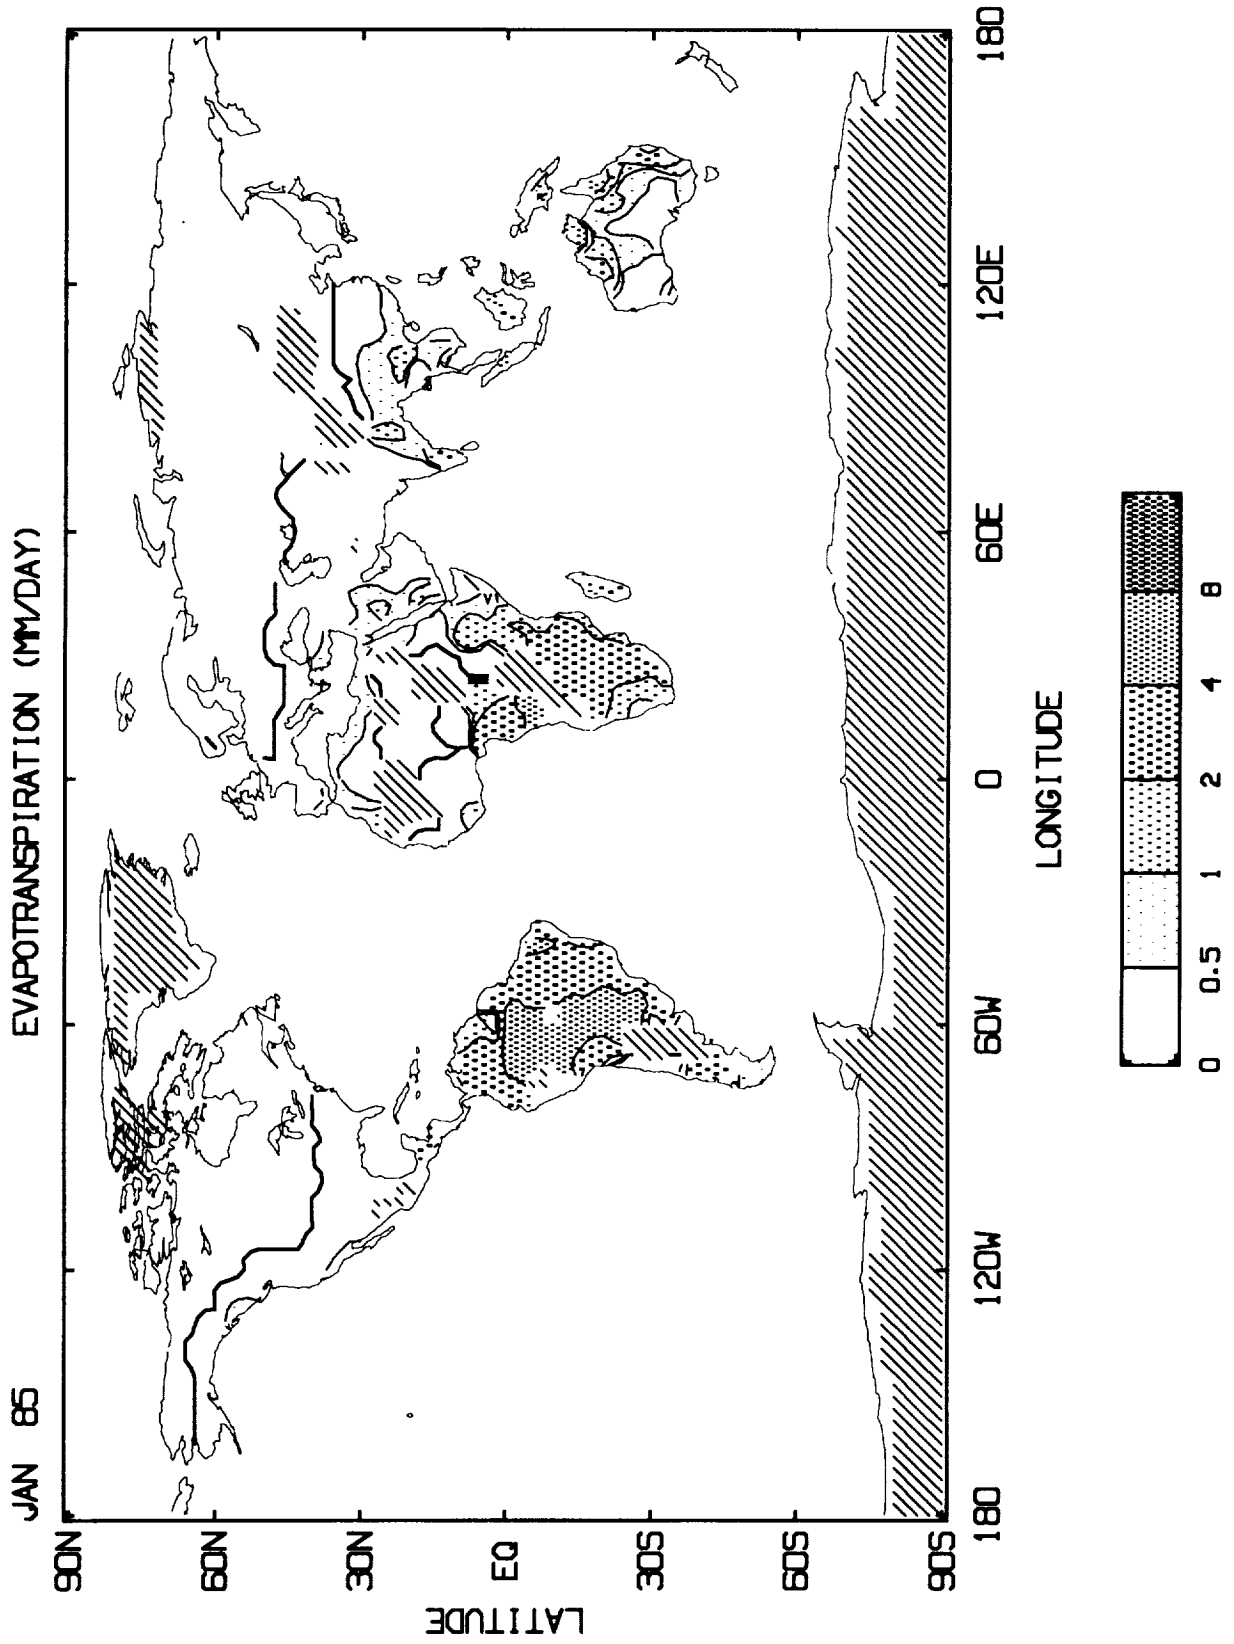 JAN 85 EVAPOTRANSPIRATION (MM/DAY)
90N
60N
30N
EQ
30S
60S
90S
LATITUDE
180 120W 60W 0 60E 120E 180
LONGITUDE
0 0.5 1 2 4 8